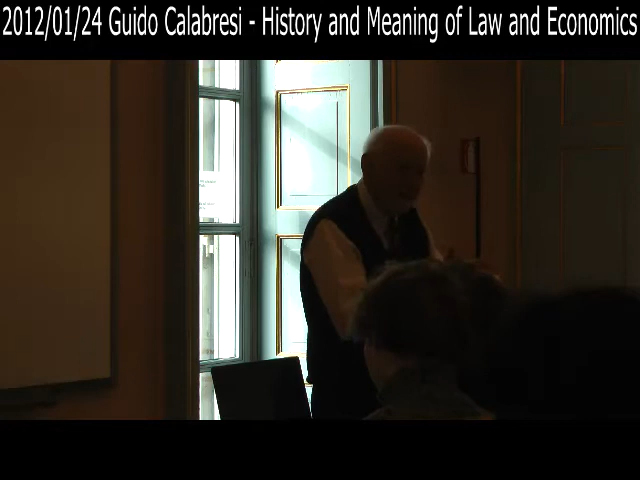 2012/01/24 Guido Calabresi - History and Meaning of Law and Economics